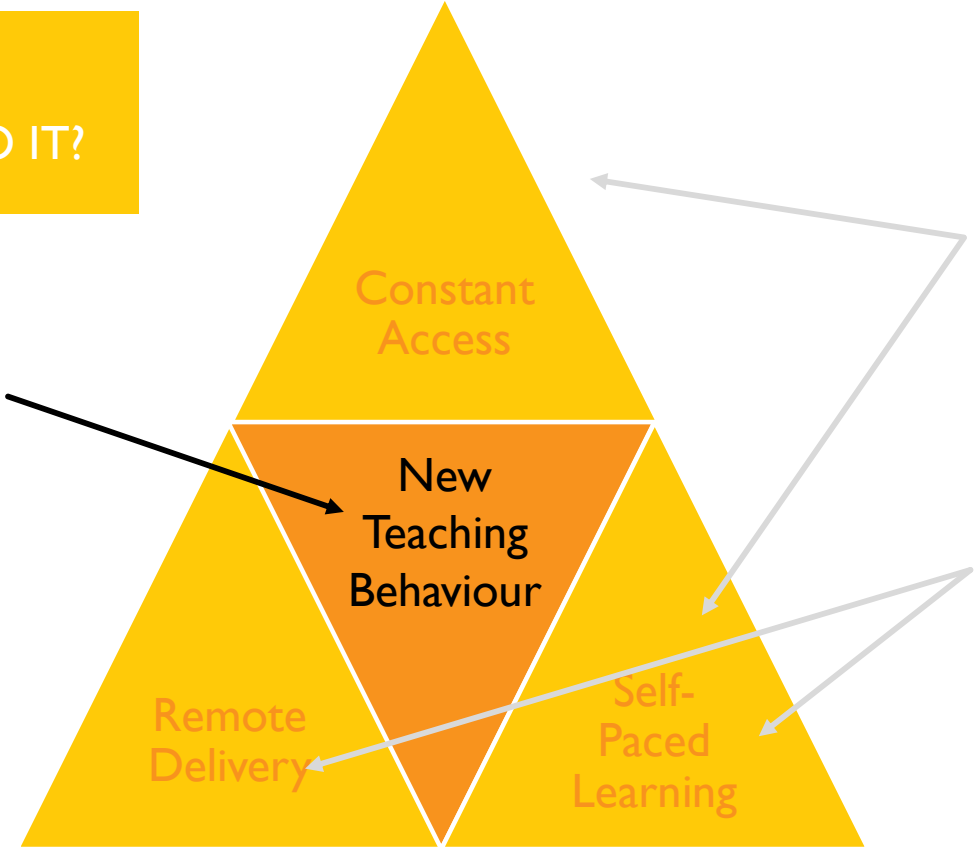 IT?
Constant
Access
New
Teaching
Behaviour
Remote
Delivery
Self-
Paced
Learning